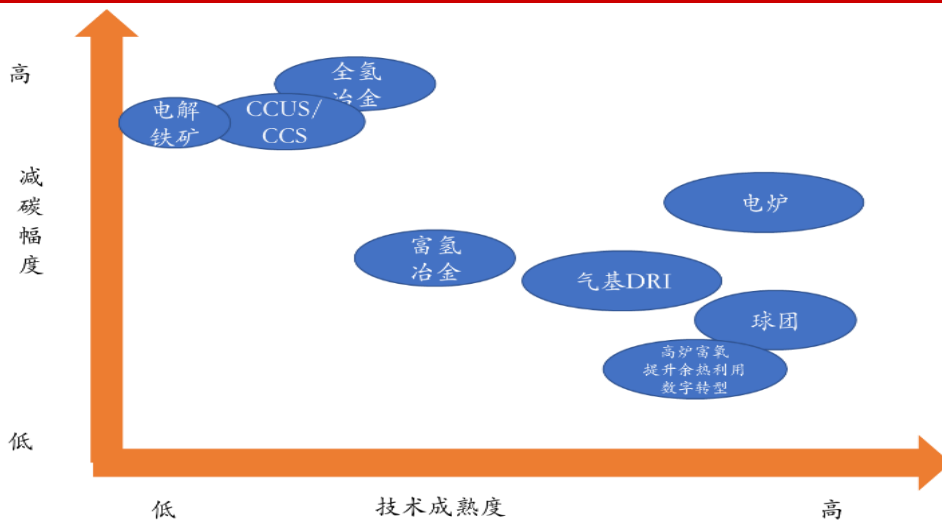 高
全氢
冶金
电解
铁矿
CCUS/
CCS
减
碳
幅
度
电炉
富氢
冶金
气基DRI
球团
高炉富氧
提升余热利用
数字转型
低
低
技术成熟度
高